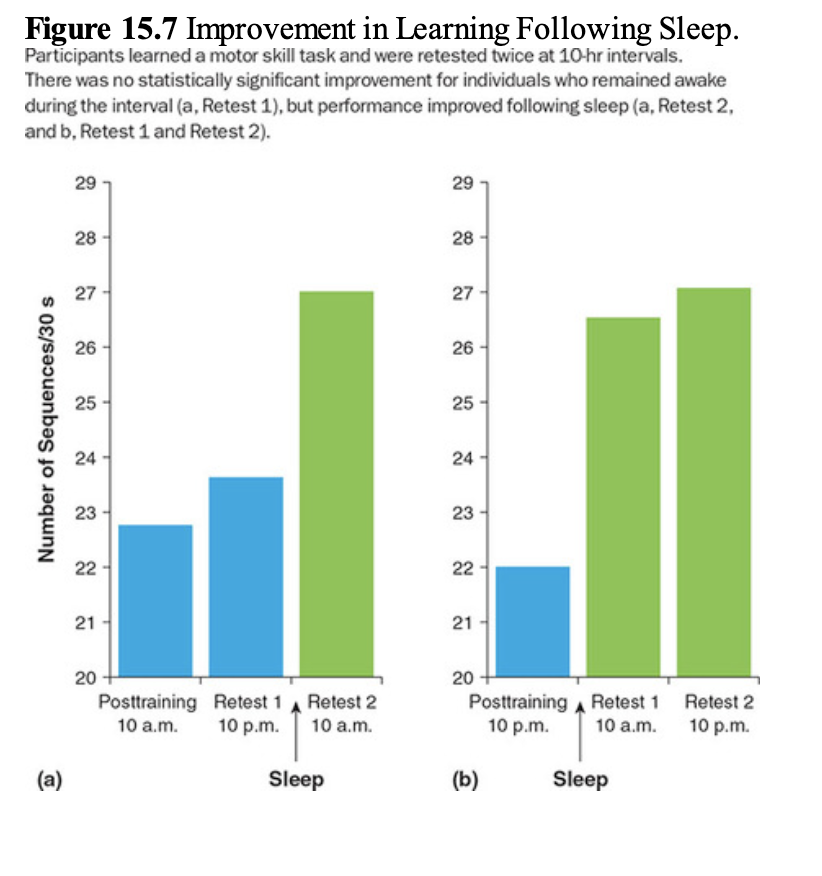 Figure 15.7 Improvement in Learning Following Sleep.
Participants learned a motor skill task and were retested twice at 10-hr intervals.
There was no statistically significant improvement for individuals who remained awake
during the interval (a, Retest 1), but performance improved following sleep (a, Retest 2,
and b, Retest 1 and Retest 2).
Number of Sequences/30 s
29
28
27
26
25
24
23
22
21
20
Posttraining Retest 1 Retest 2
10 a.m. 10 p.m. 10 a.m.
(a) Sleep
29
28
27
26
25
24
23
22
21
20
Posttraining Retest 1 Retest 2
10 p.m. 10 a.m. 10 p.m.
(b) Sleep